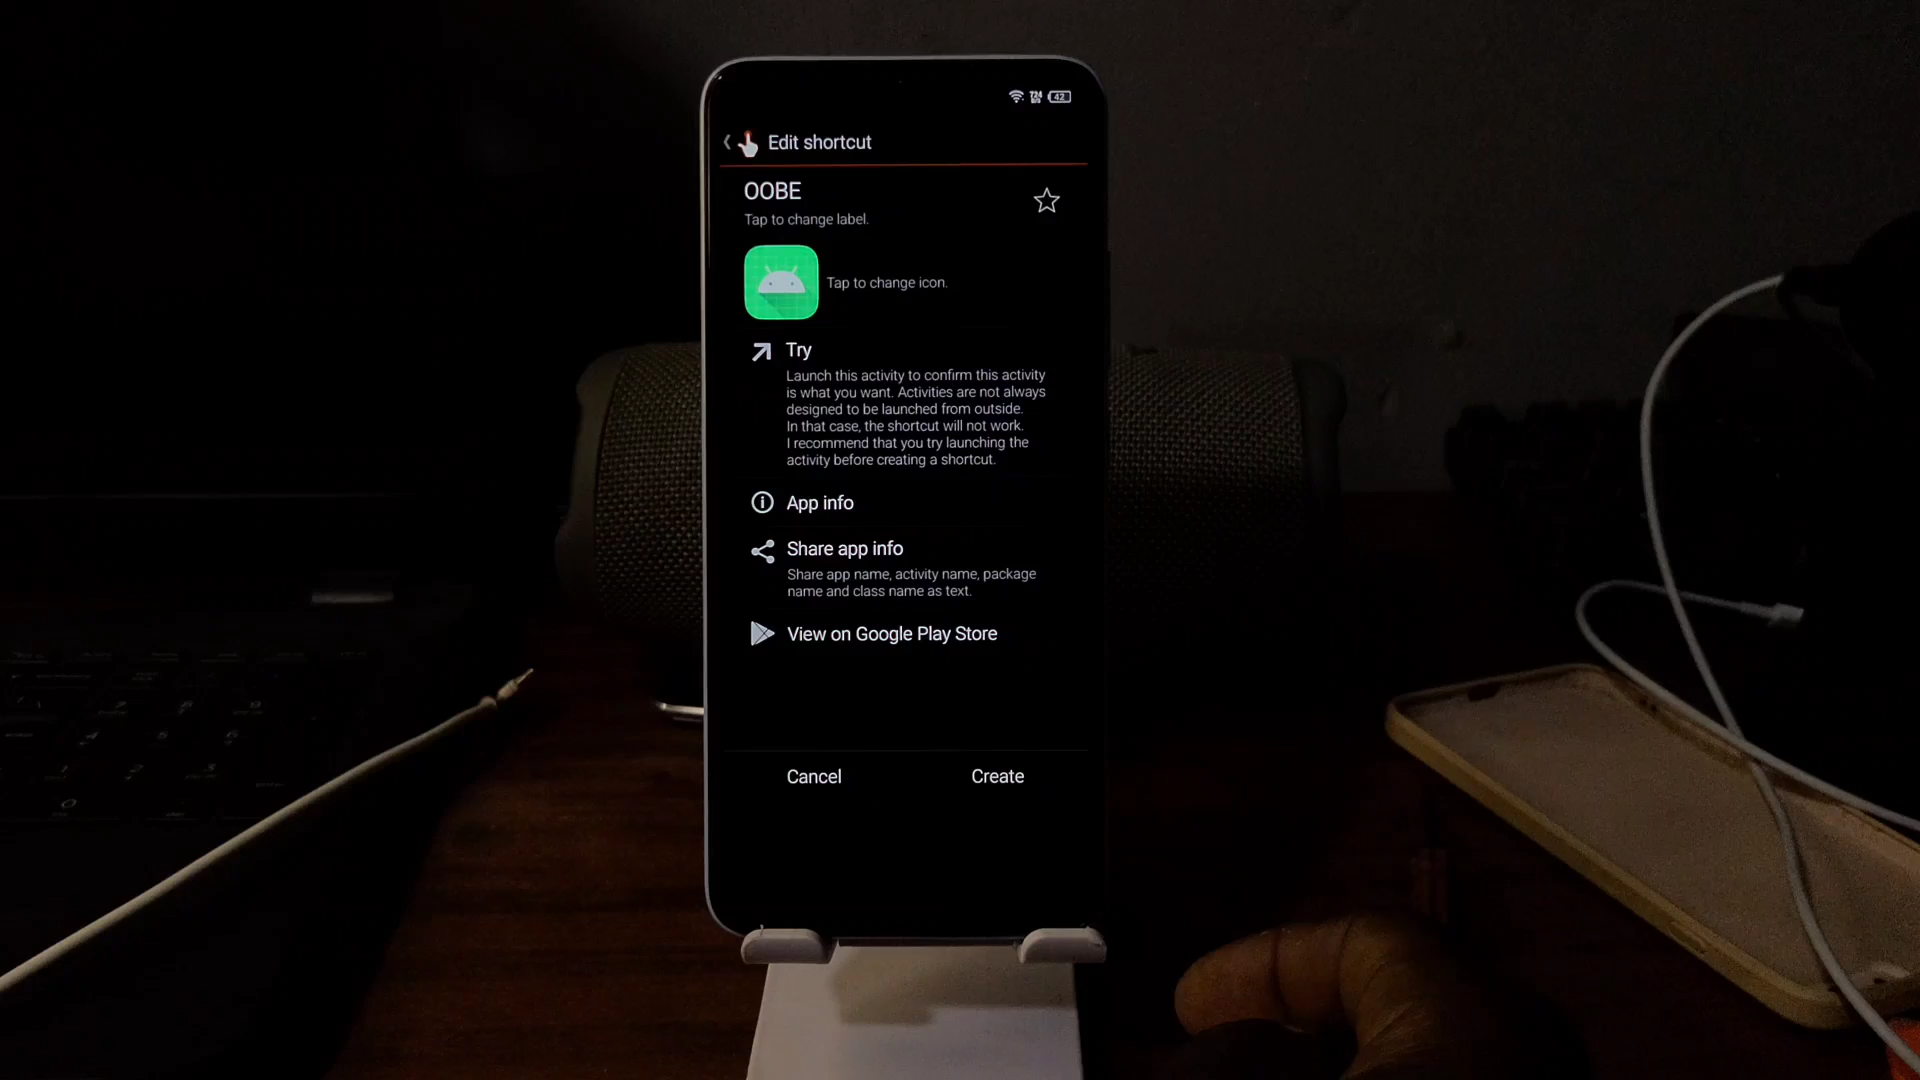 42
Edit shortcut
OOBE
Tap to change label.
Tap to change icon.
Try
Launch this activity to confirm this activity
is what you want. Activities are not always
designed to be launched from outside.
In that case, the shortcut will not work.
I recommend that you try launching the
activity before creating a shortcut.
App info
Share app info
Share app name, activity name, package
name and class name as text.
View on Google Play Store
Cancel
Create